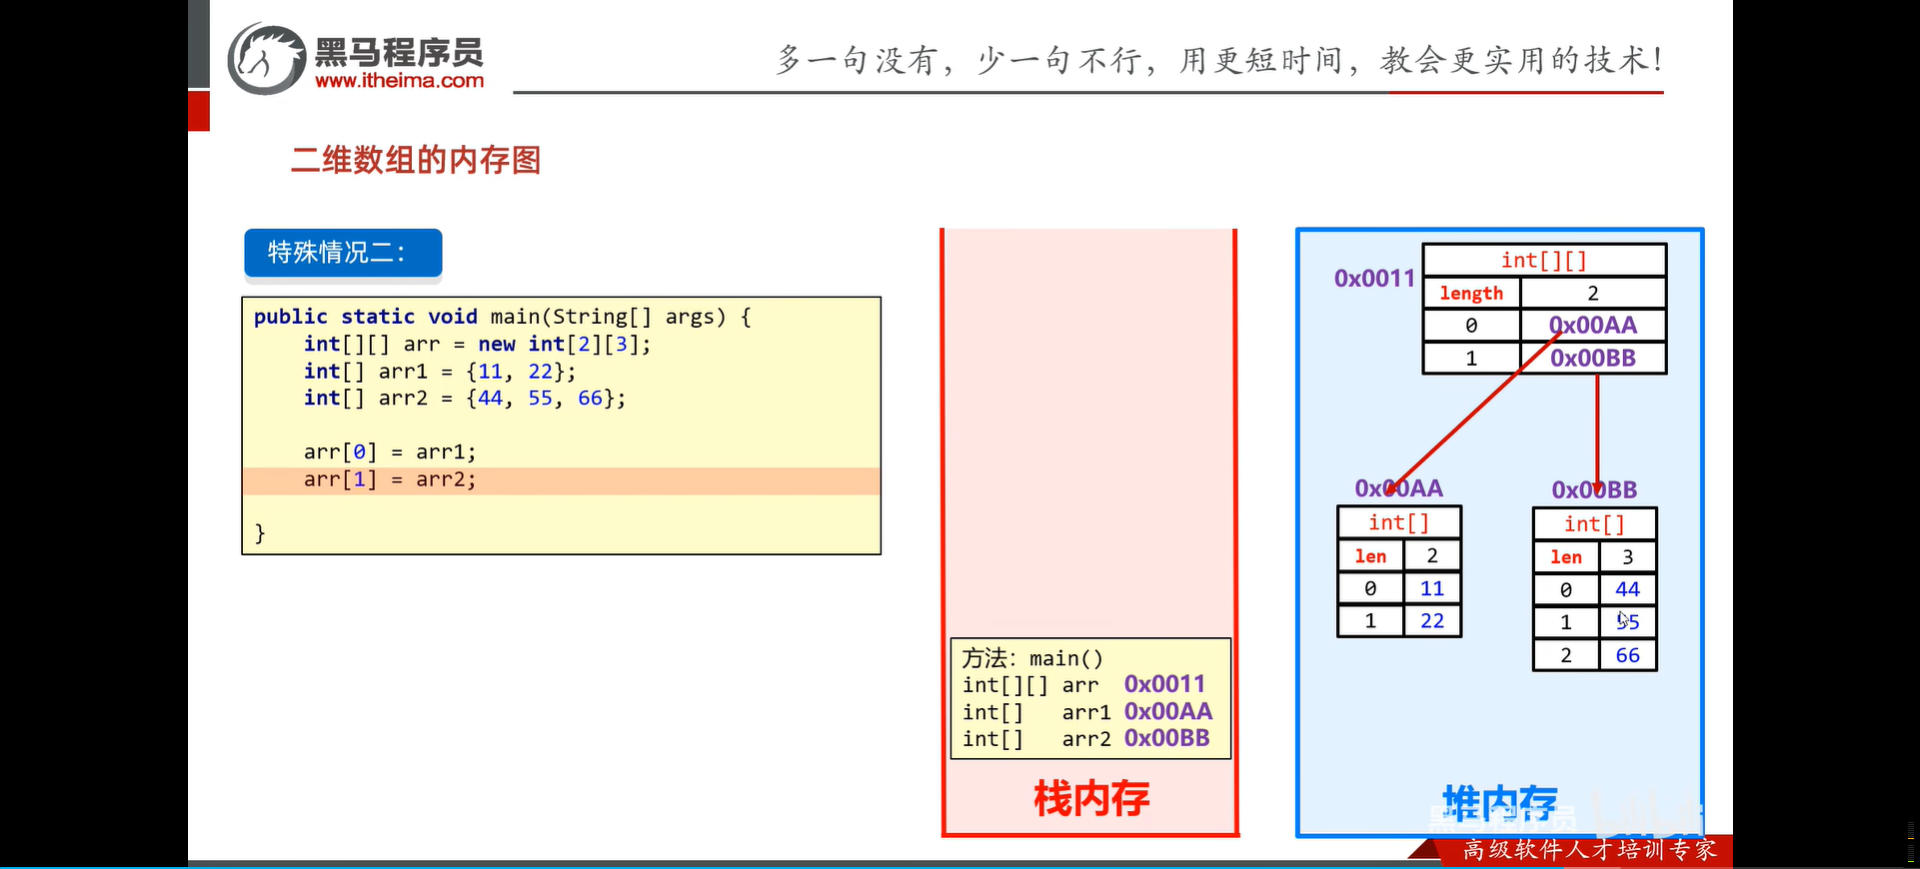 黑马程序员
www.itheima.com
多一句没有，少一句不行，用更短时间，教会更实用的技术！
二维数组的内存图
特殊情况二：
public static void main(String[] args) {
    int[][] arr = new int[2][3];
    int[] arr1 = {11, 22};
    int[] arr2 = {44, 55, 66};
    arr[0] = arr1;
    arr[1] = arr2;
}
方法：main()
int[][] arr 0x0011
int[] arr1 0x00AA
int[] arr2 0x00BB
栈内存
0x0011
int[][]
length 2
0 0x00AA
1 0x00BB
0x00AA
int[]
len 2
0 11
1 22
0x00BB
int[]
len 3
0 44
1 55
2 66
堆内存
黑马程序员 bilibili
高级软件人才培训专家